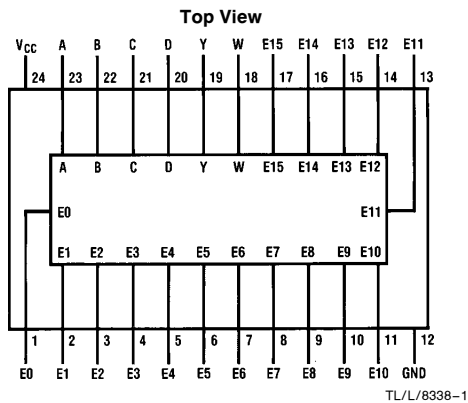 Top View
VCC A B C D Y W E15 E14 E13 E12 E11
24 23 22 21 20 19 18 17 16 15 14 13
A B C D Y W E15 E14 E13 E12
E0 E11
E1 E2 E3 E4 E5 E6 E7 E8 E9 E10
1 2 3 4 5 6 7 8 9 10 11 12
E0 E1 E2 E3 E4 E5 E6 E7 E8 E9 E10 GND
TL/L/8338–1